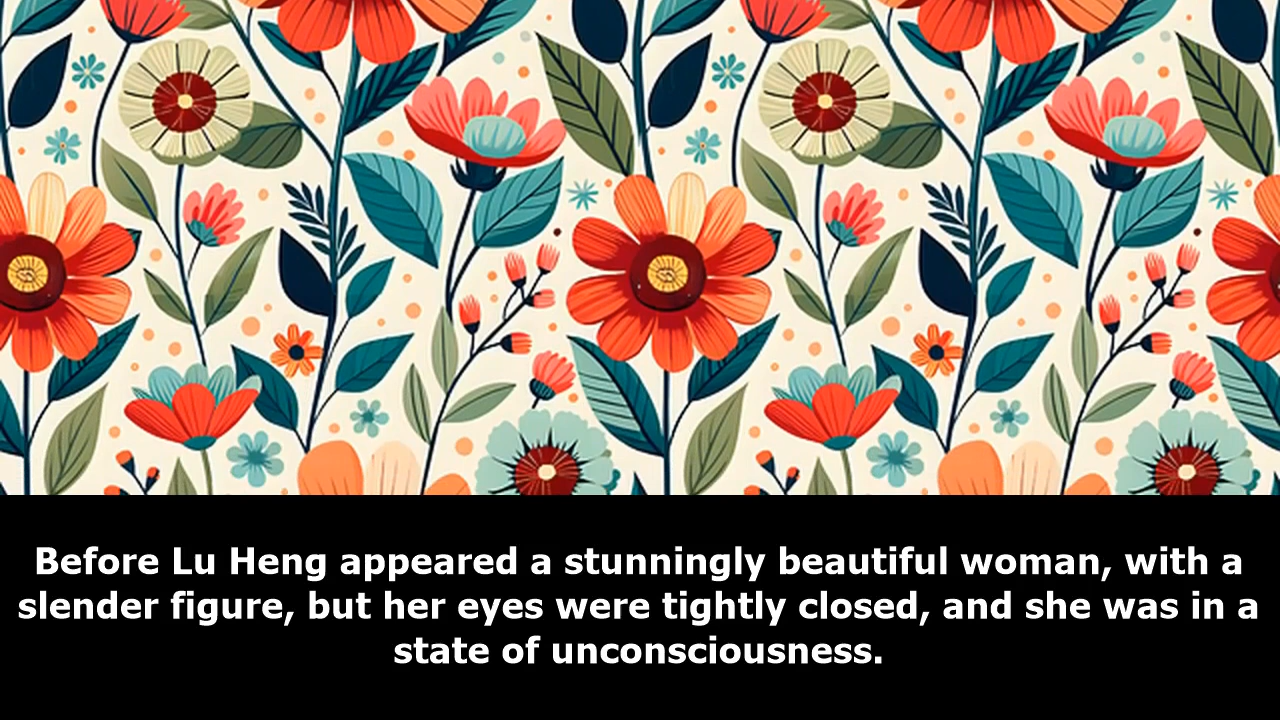 Before Lu Heng appeared a stunningly beautiful woman, with a
slender figure, but her eyes were tightly closed, and she was in a
state of unconsciousness.